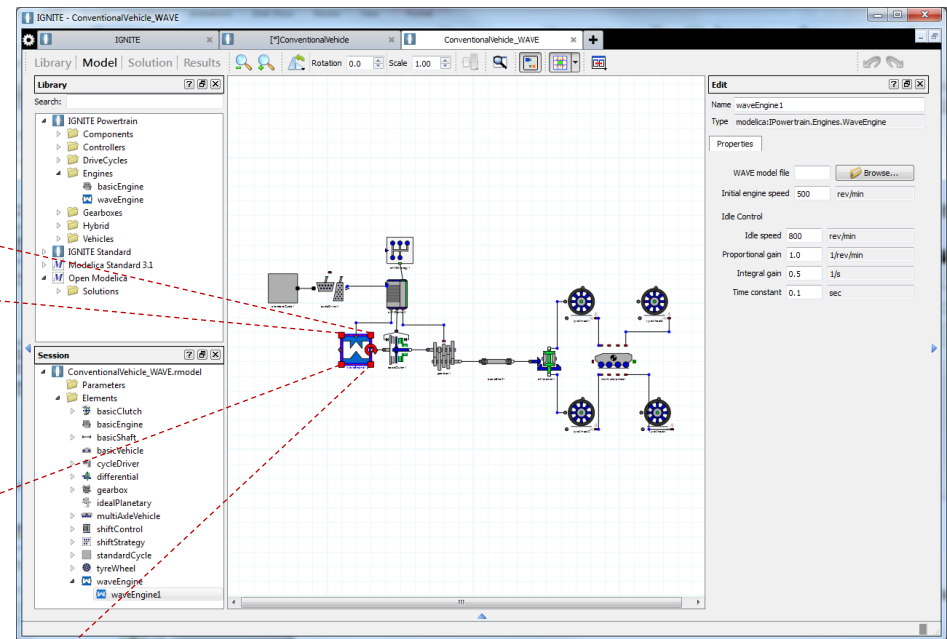 IGNITE - ConventionalVehicle_WAVE
IGNITE
[*]ConventionalVehicle
ConventionalVehicle_WAVE
Library | Model | Solution | Results
Rotation 0.0
Scale 1.00
Library
Search:
IGNITE Powertrain
Components
Controllers
DriveCycles
Engines
basicEngine
waveEngine
Gearboxes
Hybrid
Vehicles
IGNITE Standard
M Modelica Standard 3.1
M Open Modelica
Solutions
Session
ConventionalVehicle_WAVE.rmodel
Parameters
Elements
basicClutch
basicEngine
basicShaft
basicVehicle
cycleDriver
differential
gearbox
idealPlanetary
multiAxleVehicle
shiftControl
shiftStrategy
standardCycle
tyreWheel
waveEngine
waveEngine1
Edit
Name waveEngine1
Type modelica:IPowertrain.Engines.WaveEngine
Properties
WAVE model file Browse...
Initial engine speed 500 rev/min
Idle Control
Idle speed 800 rev/min
Proportional gain 1.0 1/rev/min
Integral gain 0.5 1/s
Time constant 0.1 sec